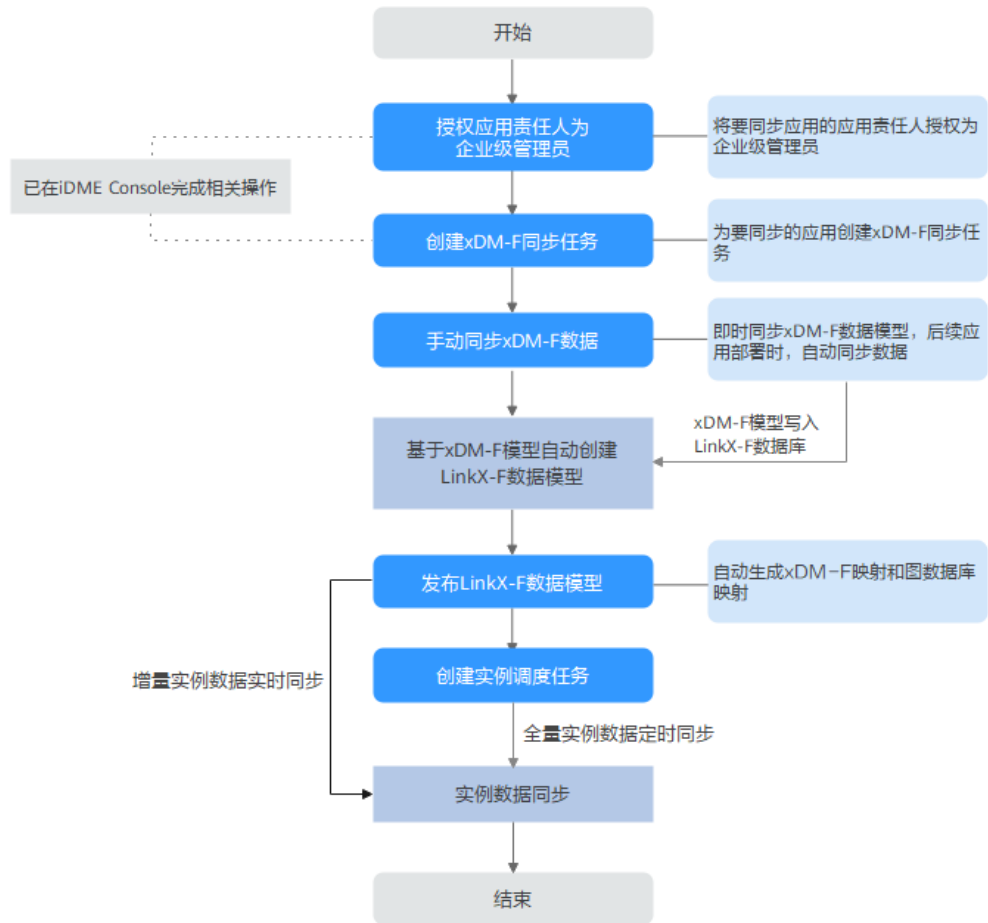 开始
授权应用责任人为
企业级管理员
将要同步应用的应用责任人授权为
企业级管理员
已在iDME Console完成相关操作
创建xDM-F同步任务
为要同步的应用创建xDM-F同步任
务
手动同步xDM-F数据
即时同步xDM-F数据模型，后续应
用部署时，自动同步数据
xDM-F模型写入
LinkX-F数据库
基于xDM-F模型自动创建
LinkX-F数据模型
发布LinkX-F数据模型
自动生成xDM-F映射和图数据库
映射
创建实例调度任务
增量实例数据实时同步
全量实例数据定时同步
实例数据同步
结束